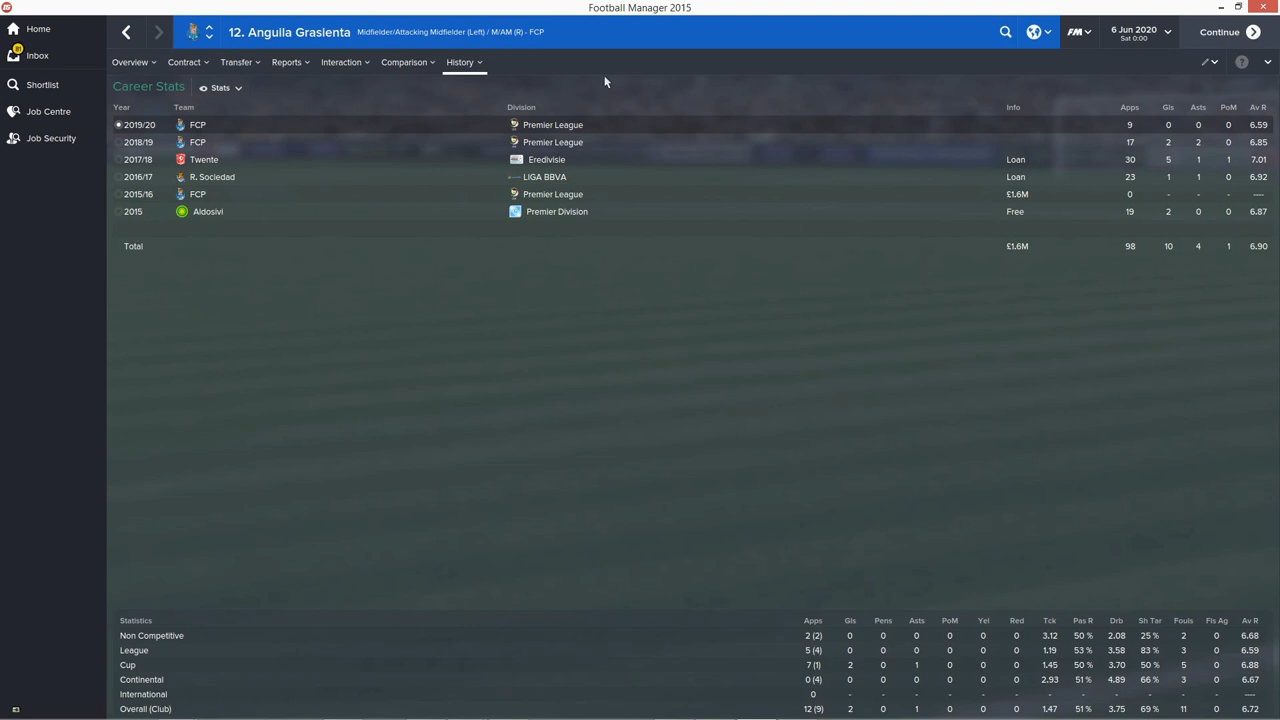 Football Manager 2015
Home
12. Anguila Grasienta Midfielder/Attacking Midfielder (Left) / M/AM (R) - FCP
FM
6 Jun 2020
Sat 0:00
Continue
81
Inbox
Overview Contract Transfer Reports Interaction Comparison History
Shortlist
Career Stats Stats
Job Centre
Job Security
Year Team Division Info Apps Gls Asts PoM Av R
2019/20 FCP Premier League 9 0 0 0 6.59
2018/19 FCP Premier League 17 2 2 0 6.85
2017/18 Twente Eredivisie Loan 30 5 1 1 7.01
2016/17 R. Sociedad LIGA BBVA Loan 23 1 1 0 6.92
2015/16 FCP Premier League £1.6M 0 - - - ----
2015 Aldosivi Premier Division Free 19 2 0 0 6.87
Total £1.6M 98 10 4 1 6.90
Statistics Apps Gls Pens Asts PoM Yel Red Tck Pas R Drb Sh Tar Fouls Fls Ag Av R
Non Competitive 2 (2) 0 0 0 0 0 0 3.12 50 % 2.08 25 % 2 0 6.68
League 5 (4) 0 0 0 0 0 0 1.19 53 % 3.58 83 % 3 0 6.59
Cup 7 (1) 2 0 1 0 0 0 1.45 50 % 3.70 50 % 5 0 6.88
Continental 0 (4) 0 0 0 0 0 0 2.93 51 % 4.89 66 % 3 0 6.67
International 0 - - - - - - - - - - - - ----
Overall (Club) 12 (9) 2 0 1 0 0 0 1.47 51 % 3.75 69 % 11 0 6.72